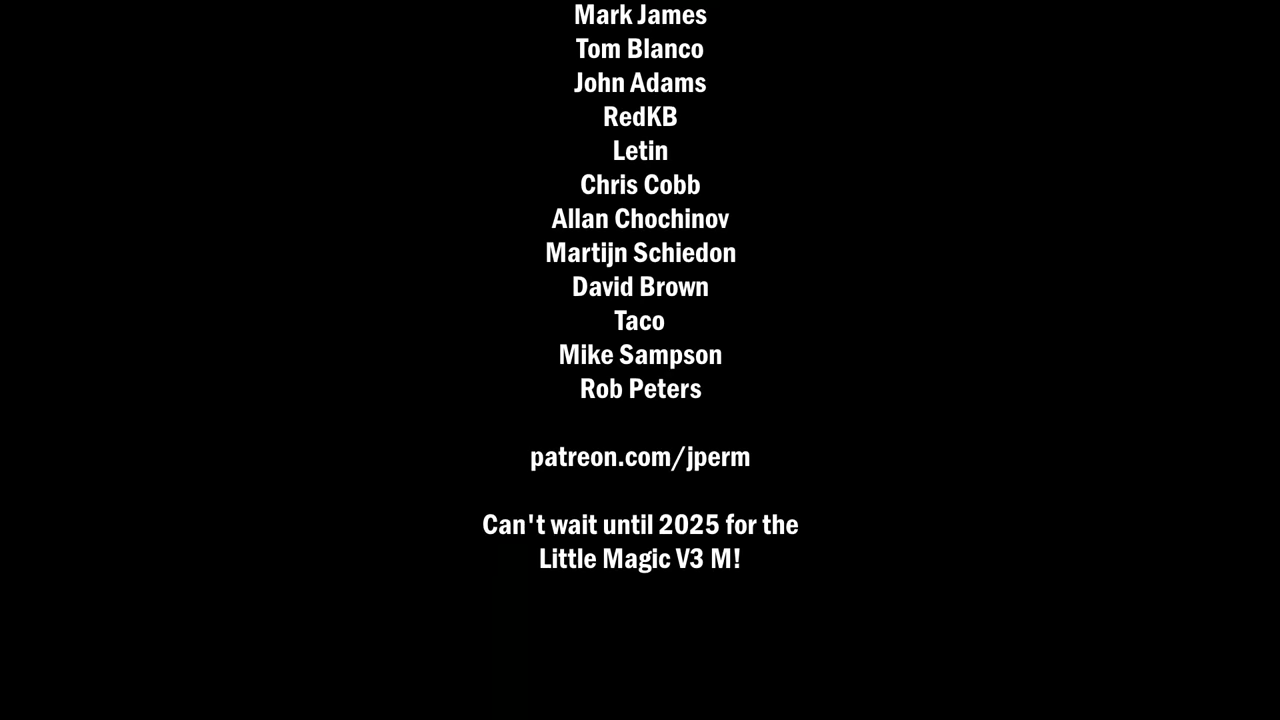 Mark James
Tom Blanco
John Adams
RedKB
Letin
Chris Cobb
Allan Chochinov
Martijn Schiedon
David Brown
Taco
Mike Sampson
Rob Peters
patreon.com/jperm
Can't wait until 2025 for the
Little Magic V3 M!